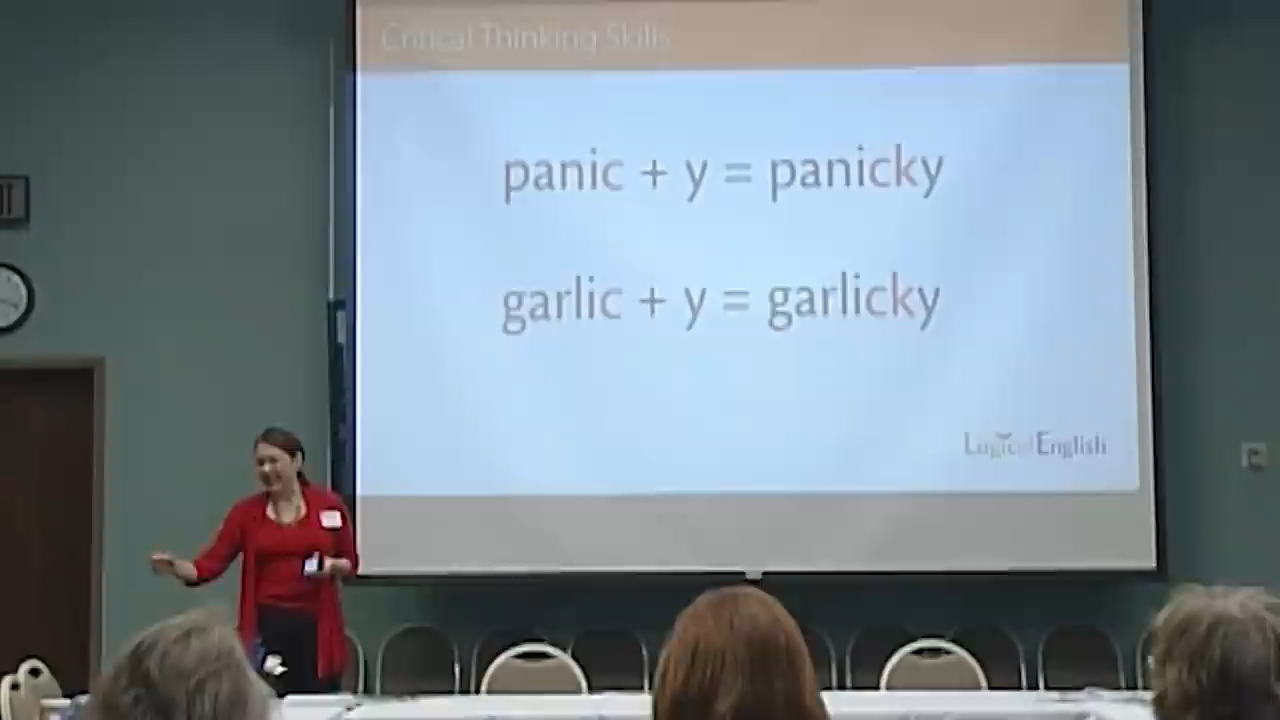 Critical Thinking Skills
panic + y = panicky
garlic + y = garlicky
Logical English